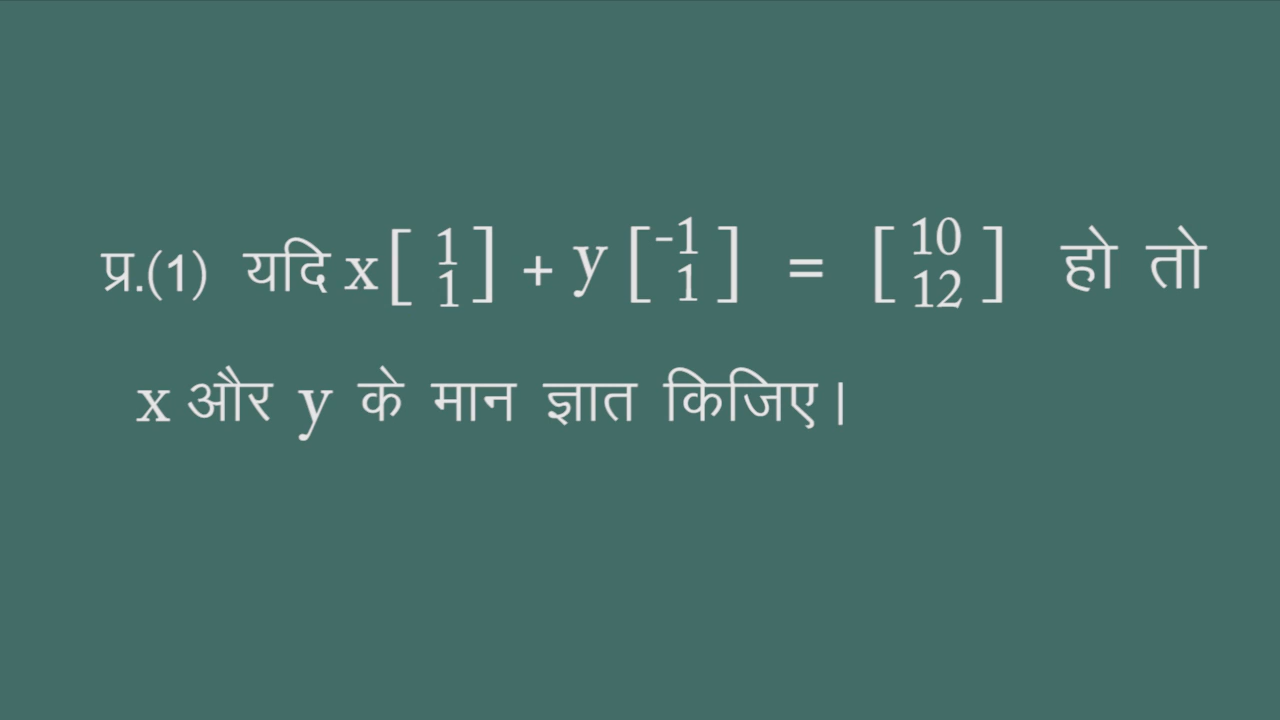 प्र.(1) यदि x[ 1 1 ] + y [ -1 1 ] = [ 10 12 ] हो तो
x और y के मान ज्ञात किजिए।